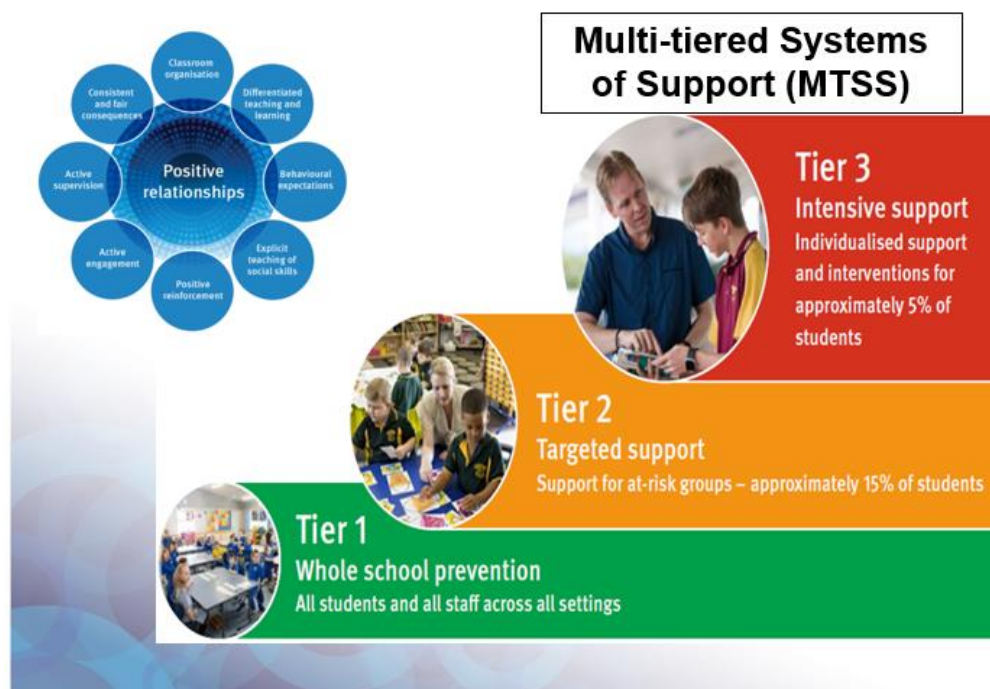 Multi-tiered Systems
of Support (MTSS)
Classroom
organisation
Differentiated
teaching and
learning
Behavioural
expectations
Explicit
teaching of
social skills
Positive
reinforcement
Active
engagement
Active
supervision
Consistent
and fair
consequences
Positive
relationships
Tier 3
Intensive support
Individualised support
and interventions for
approximately 5% of
students
Tier 2
Targeted support
Support for at-risk groups – approximately 15% of students
Tier 1
Whole school prevention
All students and all staff across all settings